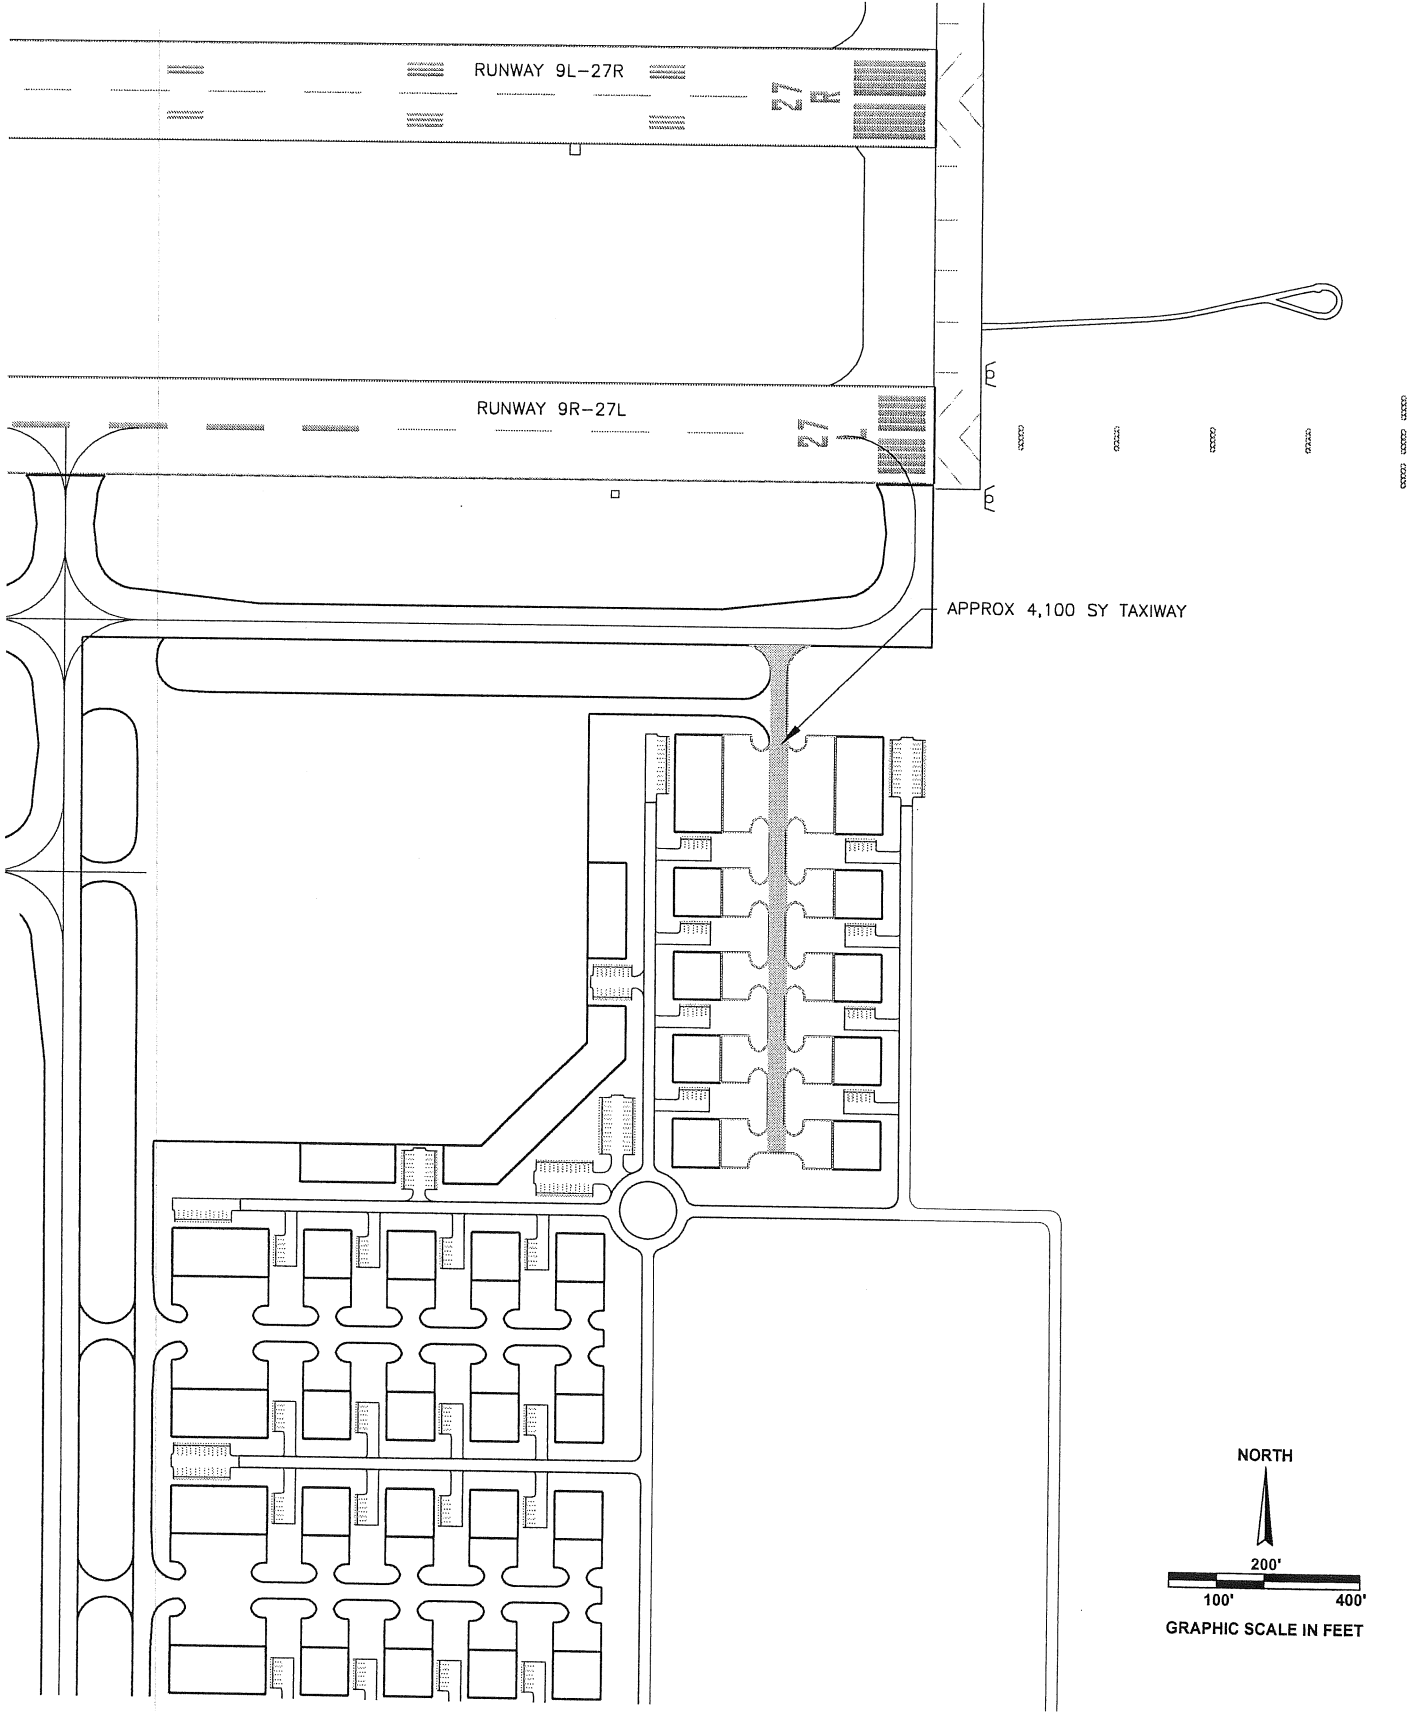 RUNWAY 9L-27R
27
R
RUNWAY 9R-27L
27
L
APPROX 4,100 SY TAXIWAY
NORTH
200'
100'
400'
GRAPHIC SCALE IN FEET